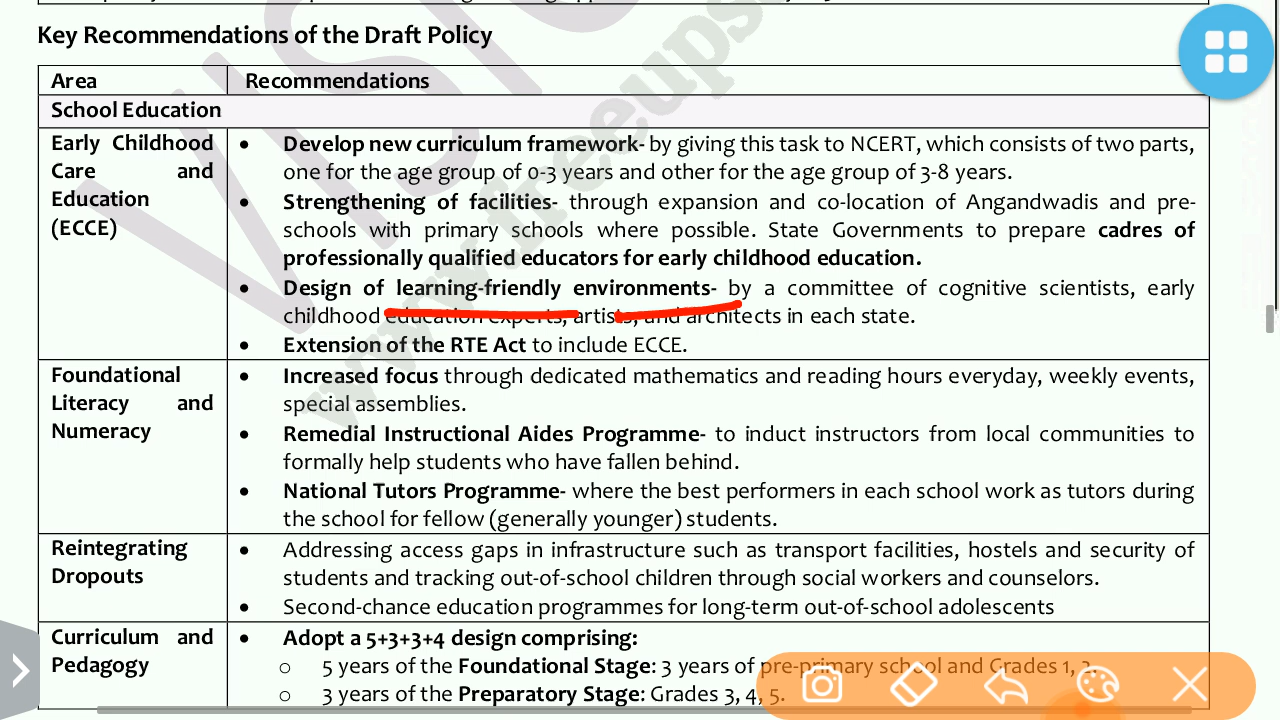 Key Recommendations of the Draft Policy
Area Recommendations
School Education
Early Childhood Care and Education (ECCE)
• Develop new curriculum framework- by giving this task to NCERT, which consists of two parts,
one for the age group of 0-3 years and other for the age group of 3-8 years.
• Strengthening of facilities- through expansion and co-location of Angandwadis and pre-
schools with primary schools where possible. State Governments to prepare cadres of
professionally qualified educators for early childhood education.
• Design of learning-friendly environments- by a committee of cognitive scientists, early
childhood education experts, artists, and architects in each state.
• Extension of the RTE Act to include ECCE.
Foundational Literacy and Numeracy
• Increased focus through dedicated mathematics and reading hours everyday, weekly events,
special assemblies.
• Remedial Instructional Aides Programme- to induct instructors from local communities to
formally help students who have fallen behind.
• National Tutors Programme- where the best performers in each school work as tutors during
the school for fellow (generally younger) students.
Reintegrating Dropouts
• Addressing access gaps in infrastructure such as transport facilities, hostels and security of
students and tracking out-of-school children through social workers and counselors.
• Second-chance education programmes for long-term out-of-school adolescents
Curriculum and Pedagogy
• Adopt a 5+3+3+4 design comprising:
o 5 years of the Foundational Stage: 3 years of pre-primary school and Grades 1, 2.
o 3 years of the Preparatory Stage: Grades 3, 4, 5.